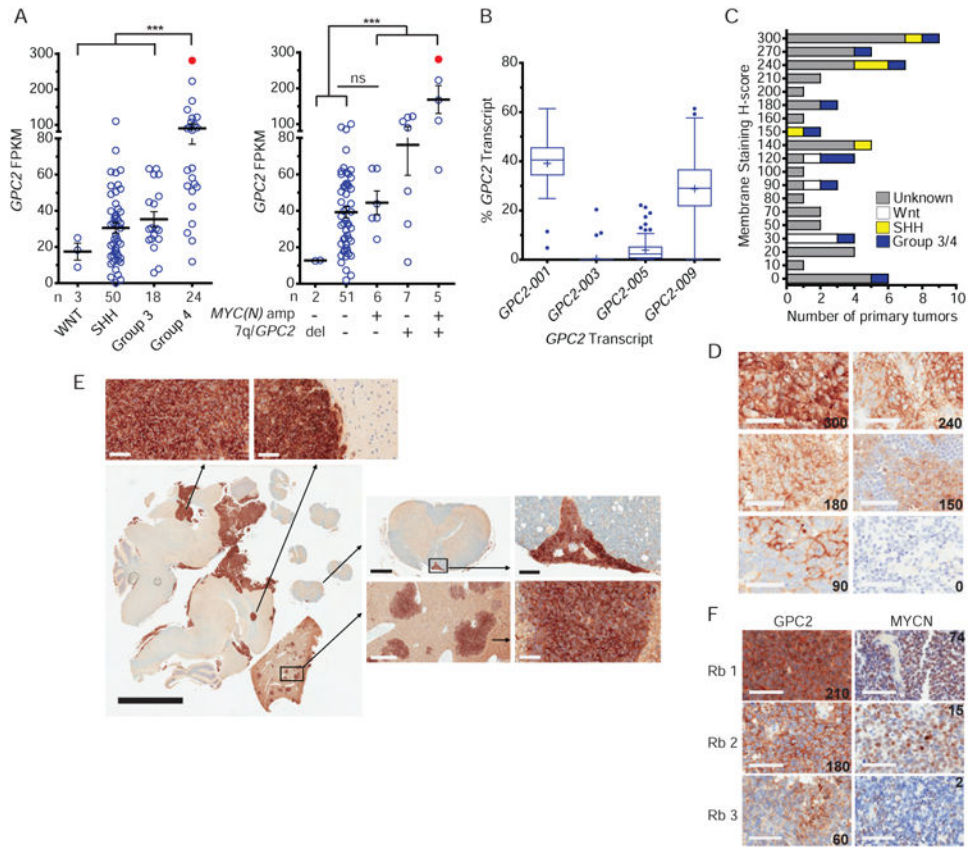 A
***
GPC2 FPKM
300
200
100
100
80
60
40
20
0
n 3 50 18 24
WNT
SHH
Group 3
Group 4
***
ns
GPC2 FPKM
300
200
100
100
80
60
40
20
0
n 2 51 6 7 5
MYC(N) amp - - + - +
7q/GPC2 del - - + +
B
% GPC2 Transcript
80
60
40
20
0
GPC2-001
GPC2-003
GPC2-005
GPC2-009
GPC2 Transcript
C
Membrane Staining H-score
300
270
240
210
200
180
160
150
140
120
100
90
80
70
50
30
20
10
0
Unknown
Wnt
SHH
Group 3/4
0 2 4 6 8 10
Number of primary tumors
D
300
240
180
150
90
0
E
F
GPC2 MYCN
Rb 1
210
74
Rb 2
180
15
Rb 3
60
2